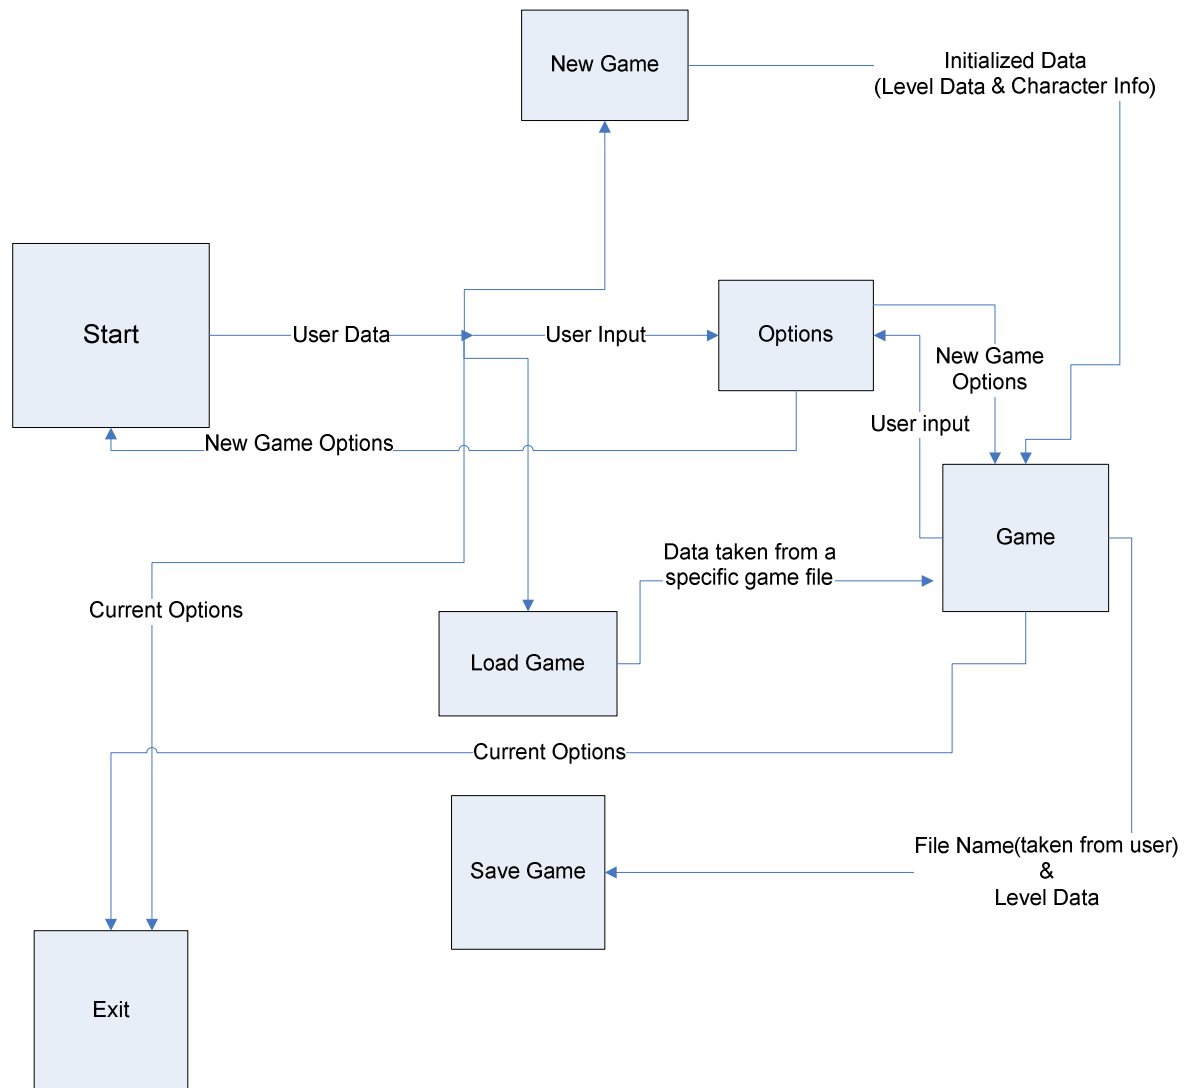 New Game
Initialized Data
(Level Data & Character Info)
Start
User Data
User Input
Options
New Game
Options
User input
New Game Options
Game
Data taken from a
specific game file
Current Options
Load Game
Current Options
Save Game
File Name(taken from user)
&
Level Data
Exit